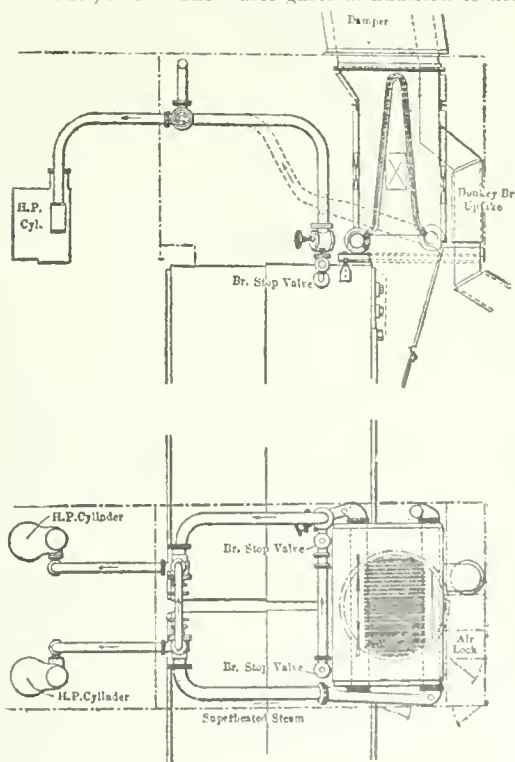 Damper
H.P.
Cyl.
Donkey Br.
Uptake
Br. Stop Valve
H.P.Cylinder
Br. Stop Valve
Air
Lock
Br. Stop Valve
H.P.Cylinder
Superheated Steam